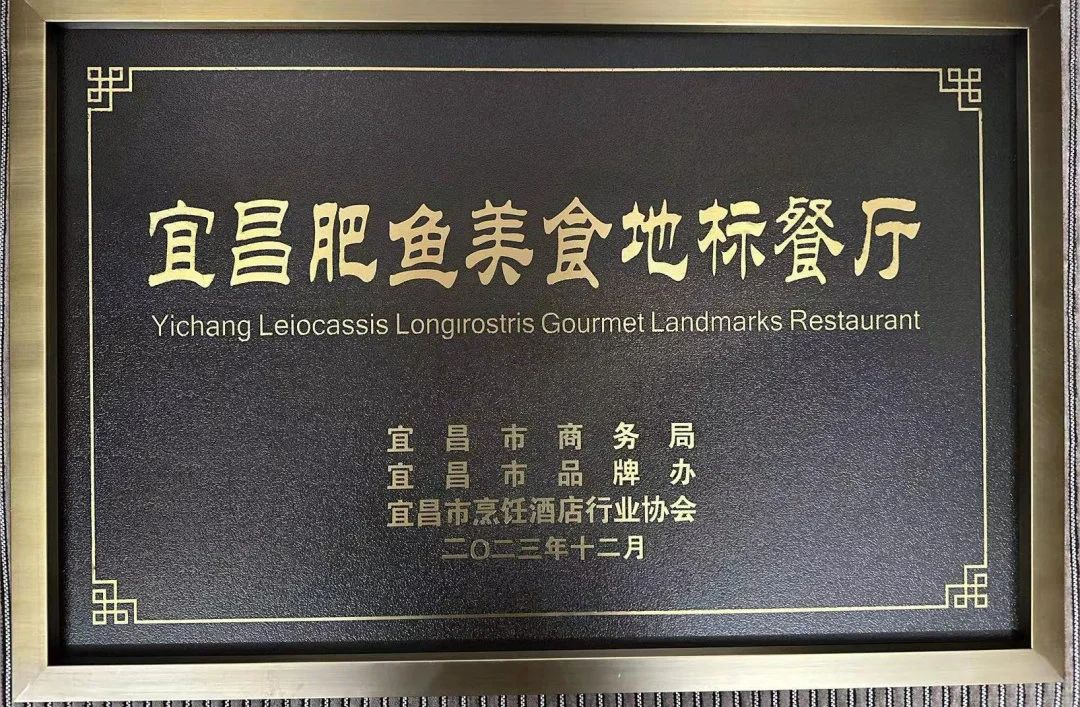 宜昌肥鱼美食地标餐厅
Yichang Leiocassis Longirostris Gourmet Landmarks Restaurant
宜昌市商务局
宜昌市品牌办
宜昌市烹饪酒店行业协会
二〇二三年十二月